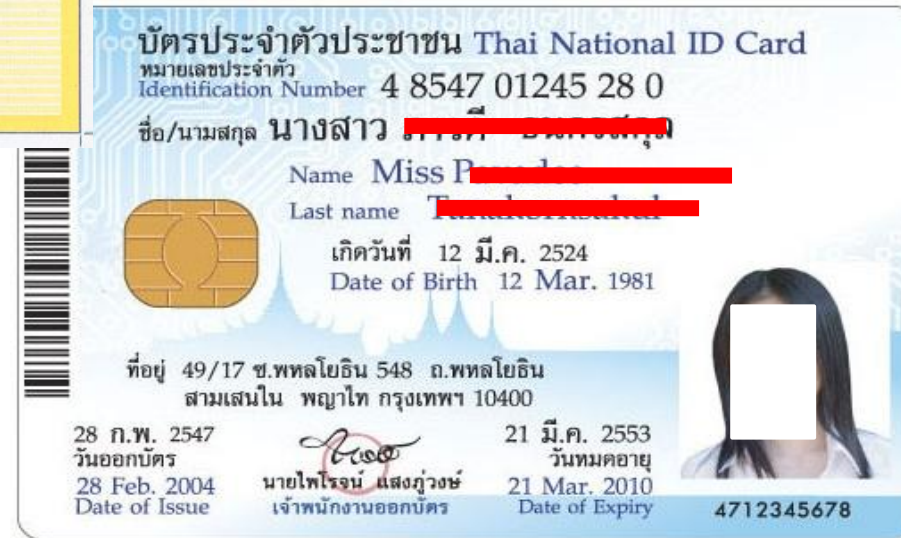 บัตรประจำตัวประชาชน Thai National ID Card
หมายเลขประจำตัว
Identification Number 4 8547 01245 28 0
ชื่อ/นามสกุล นางสาว
Name Miss
Last name
เกิดวันที่ 12 มี.ค. 2524
Date of Birth 12 Mar. 1981
ที่อยู่ 49/17 ซ.พหลโยธิน 548 ถ.พหลโยธิน
สามเสนใน พญาไท กรุงเทพฯ 10400
28 ก.พ. 2547
วันออกบัตร
28 Feb. 2004
Date of Issue
นายไพโรจน์ แสงภู่วงษ์
เจ้าพนักงานออกบัตร
21 มี.ค. 2553
วันหมดอายุ
21 Mar. 2010
Date of Expiry
4712345678